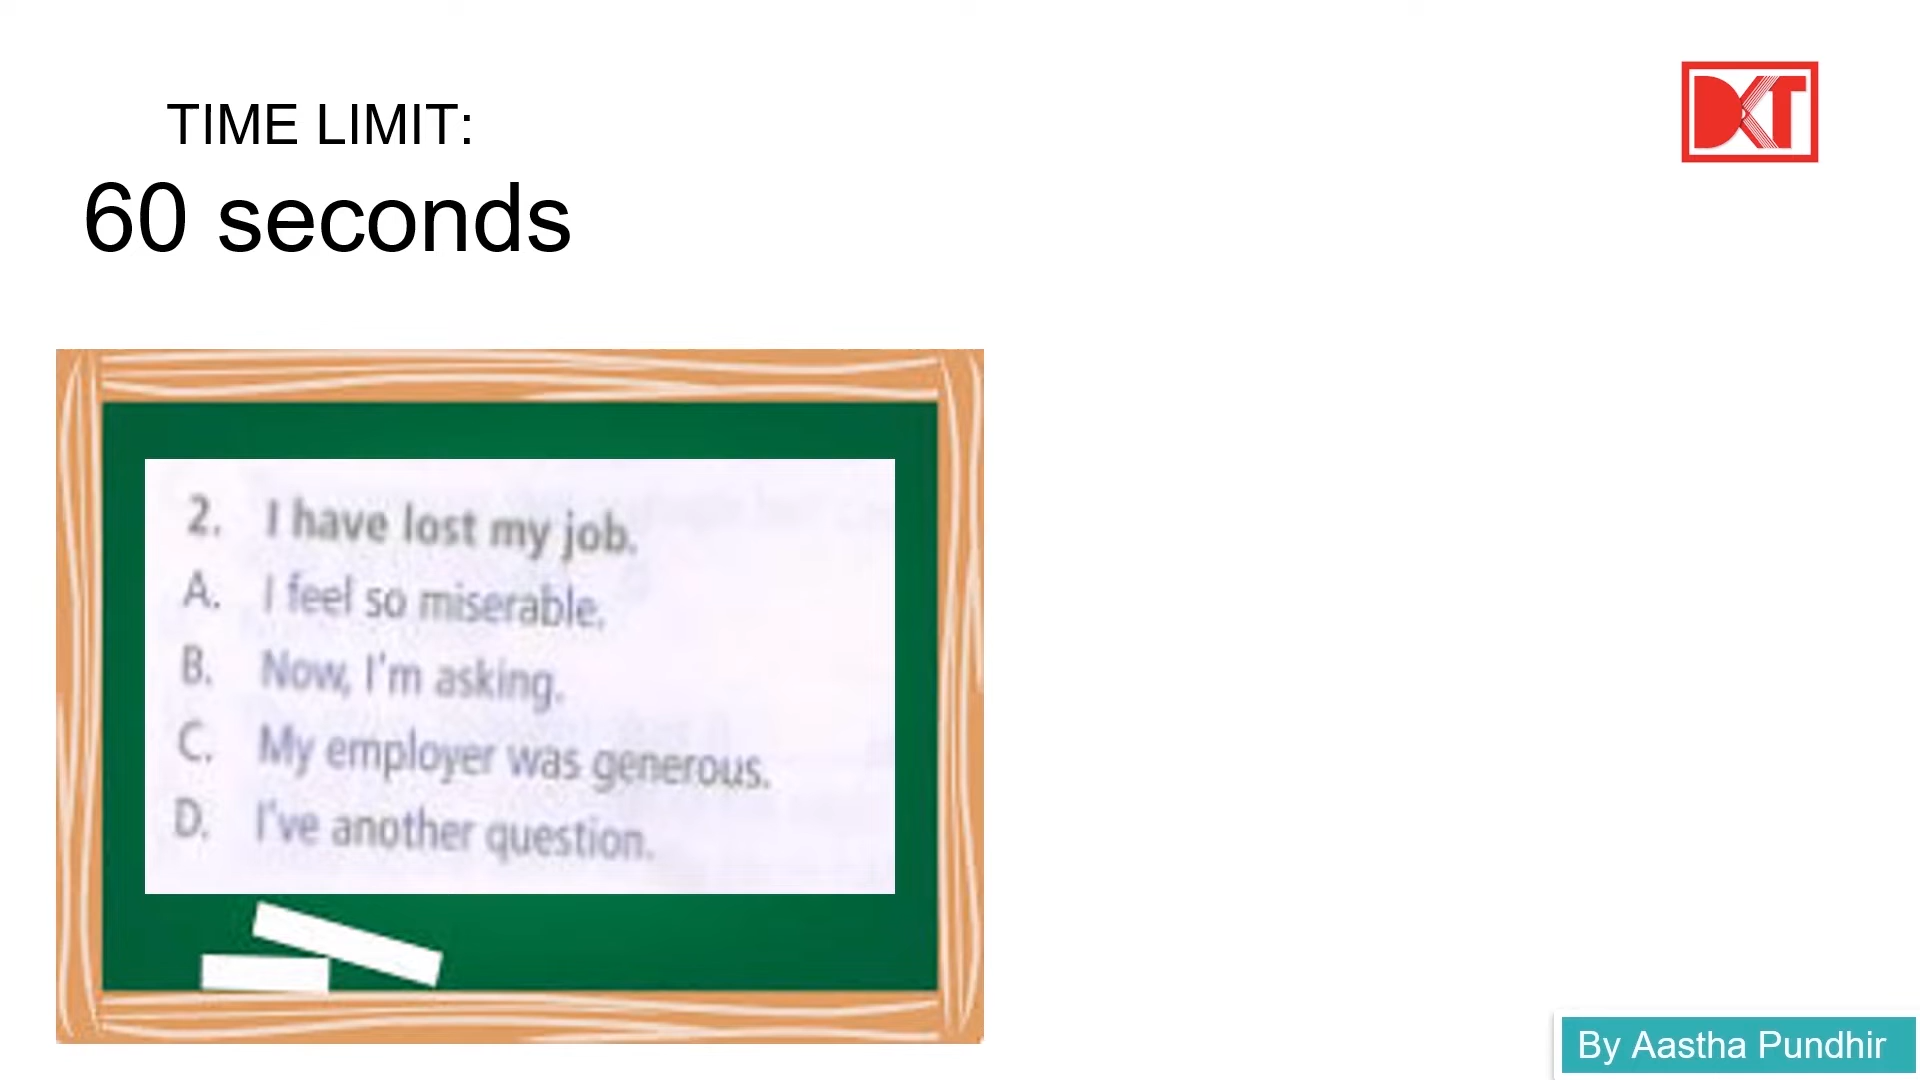 TIME LIMIT:
60 seconds
DKT
2. I have lost my job.
A. I feel so miserable.
B. Now, I'm asking.
C. My employer was generous.
D. I've another question.
By Aastha Pundhir